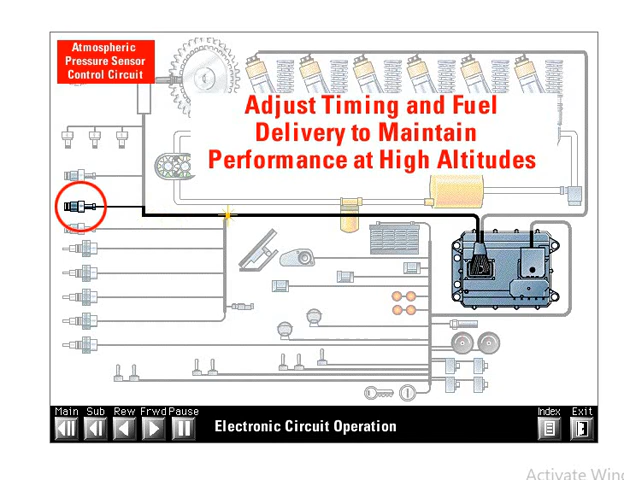 Atmospheric
Pressure Sensor
Control Circuit
Adjust Timing and Fuel
Delivery to Maintain
Performance at High Altitudes
Main Sub Rew Frwd Pause
Electronic Circuit Operation
Index Exit
Activate Wind